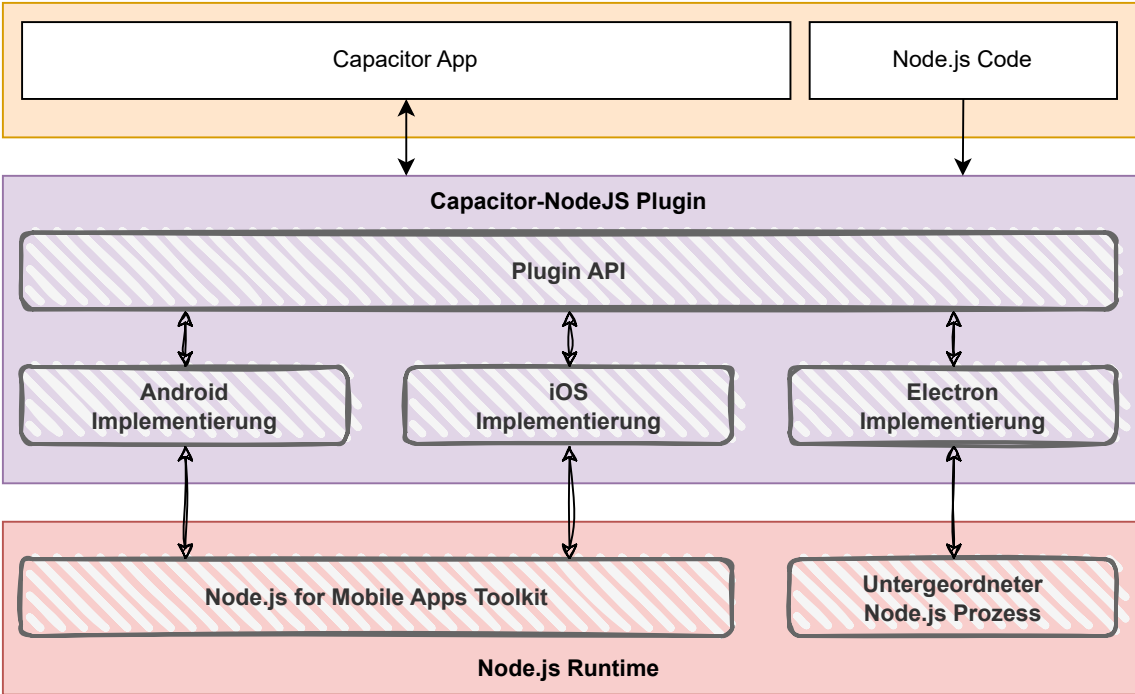 Capacitor App
Node.js Code
Capacitor-NodeJS Plugin
Plugin API
Android
Implementierung
iOS
Implementierung
Electron
Implementierung
Node.js for Mobile Apps Toolkit
Untergeordneter
Node.js Prozess
Node.js Runtime